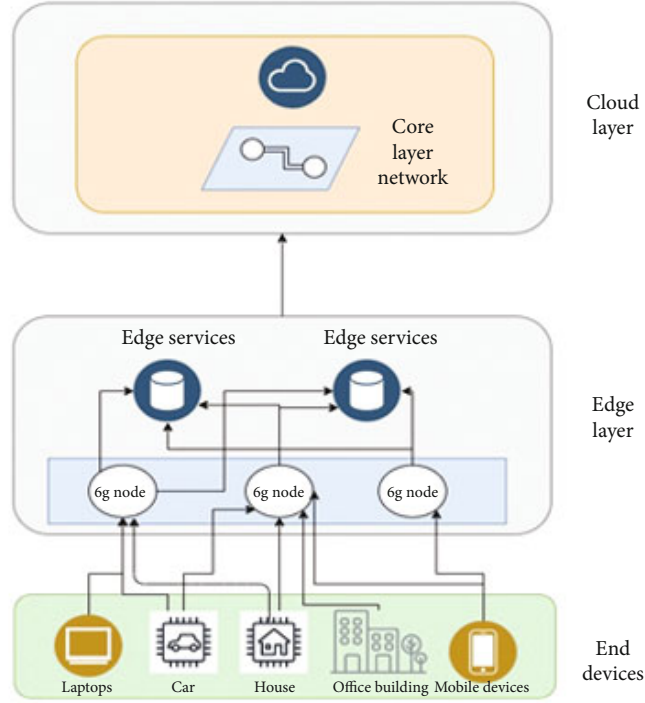 Core
layer
network
Cloud
layer
Edge services
Edge services
6g node
6g node
6g node
Edge
layer
Laptops
Car
House
Office building
Mobile devices
End
devices